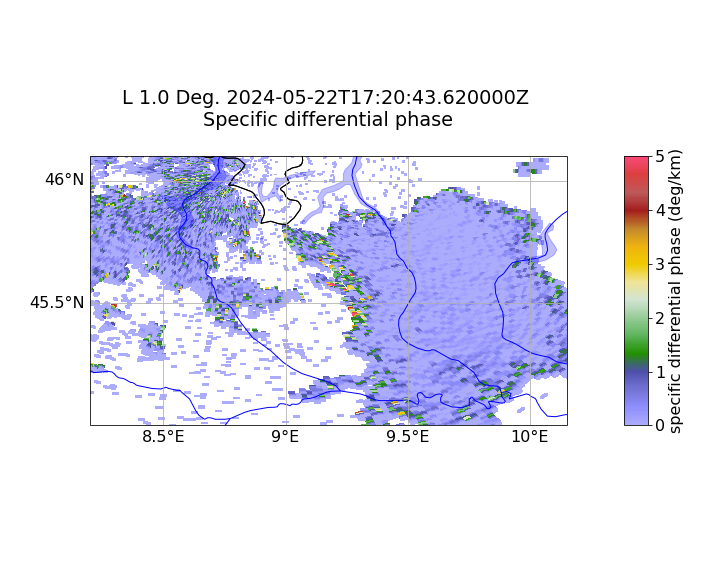 L 1.0 Deg. 2024-05-22T17:20:43.620000Z
Specific differential phase
46°N
45.5°N
8.5°E
9°E
9.5°E
10°E
5
4
3
2
1
0
specific differential phase (deg/km)